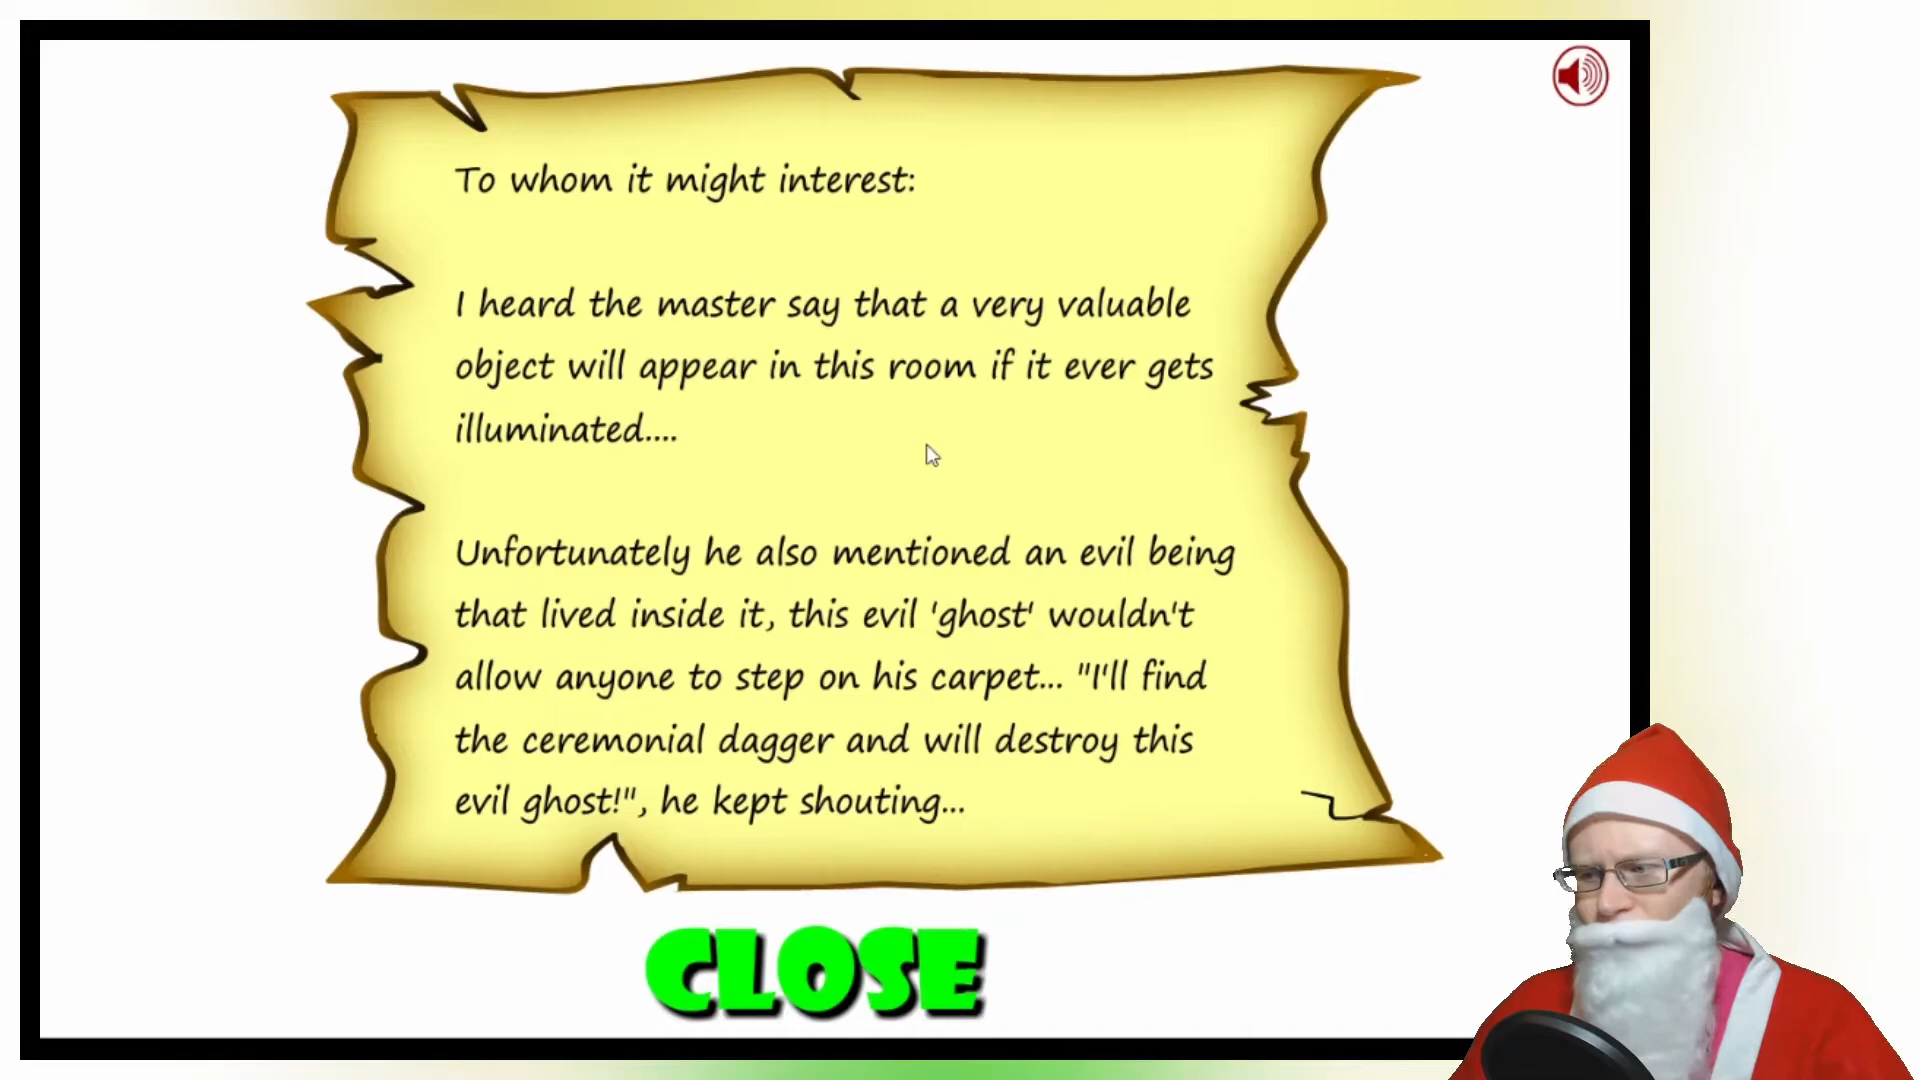 To whom it might interest:
I heard the master say that a very valuable
object will appear in this room if it ever gets
illuminated....
Unfortunately he also mentioned an evil being
that lived inside it, this evil 'ghost' wouldn't
allow anyone to step on his carpet... "I'll find
the ceremonial dagger and will destroy this
evil ghost!", he kept shouting...
CLOSE